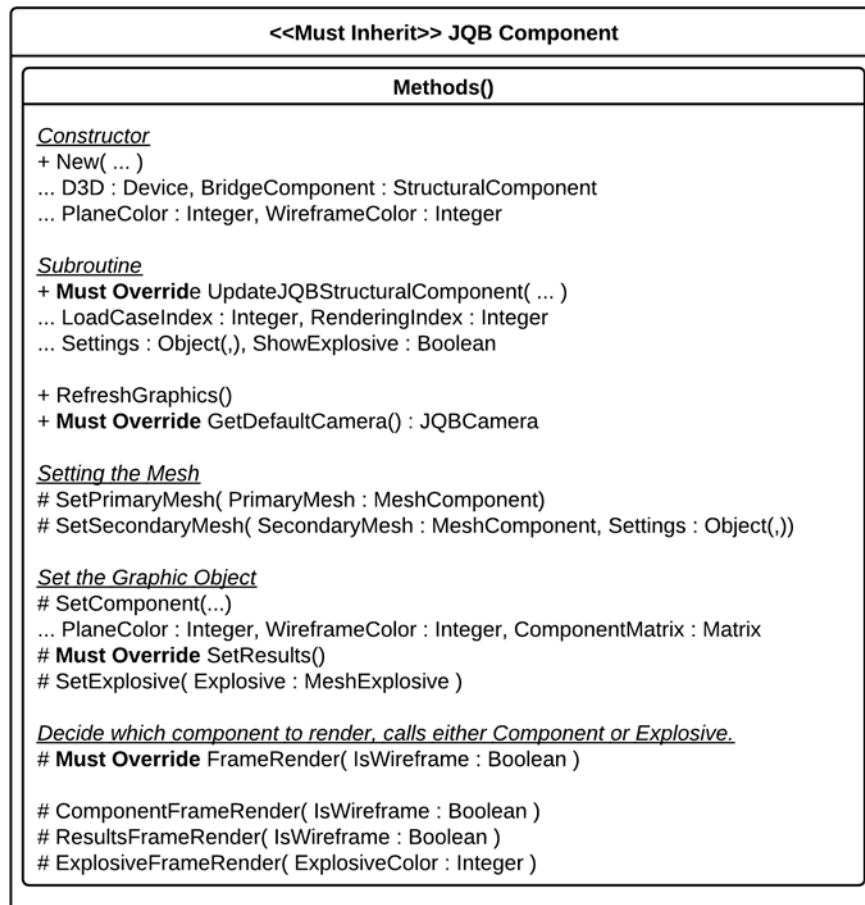 <<Must Inherit>> JQB Component
Methods()
Constructor
+ New( ... )
... D3D : Device, BridgeComponent : StructuralComponent
... PlaneColor : Integer, WireframeColor : Integer
Subroutine
+ Must Override UpdateJQBStructuralComponent( ... )
... LoadCaseIndex : Integer, RenderingIndex : Integer
... Settings : Object(,), ShowExplosive : Boolean
+ RefreshGraphics()
+ Must Override GetDefaultCamera() : JQBCamera
Setting the Mesh
# SetPrimaryMesh( PrimaryMesh : MeshComponent)
# SetSecondaryMesh( SecondaryMesh : MeshComponent, Settings : Object(,))
Set the Graphic Object
# SetComponent(...)
... PlaneColor : Integer, WireframeColor : Integer, ComponentMatrix : Matrix
# Must Override SetResults()
# SetExplosive( Explosive : MeshExplosive )
Decide which component to render, calls either Component or Explosive.
# Must Override FrameRender( IsWireframe : Boolean )
# ComponentFrameRender( IsWireframe : Boolean )
# ResultsFrameRender( IsWireframe : Boolean )
# ExplosiveFrameRender( ExplosiveColor : Integer )